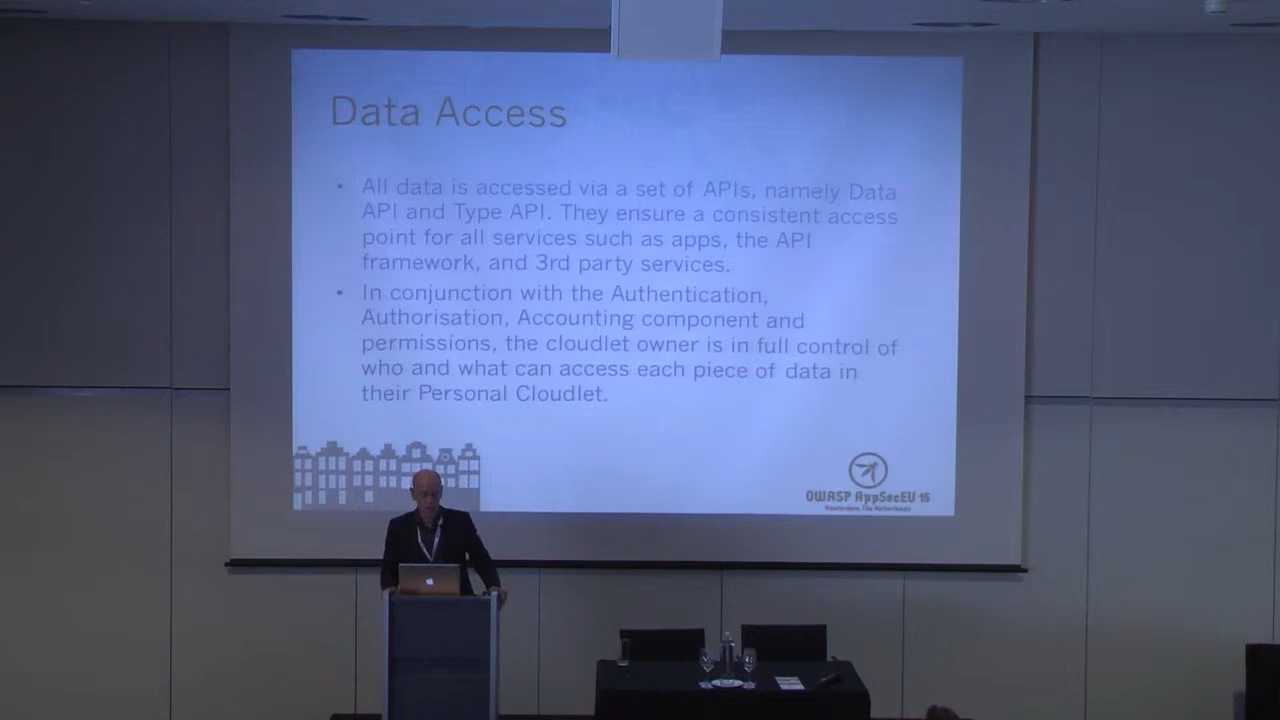 Data Access
• All data is accessed via a set of APIs, namely Data
API and Type API. They ensure a consistent access
point for all services such as apps, the API
framework, and 3rd party services.
• In conjunction with the Authentication,
Authorisation, Accounting component and
permissions, the cloudlet owner is in full control of
who and what can access each piece of data in
their Personal Cloudlet.
OWASP AppSecEU 15
Amsterdam, The Netherlands